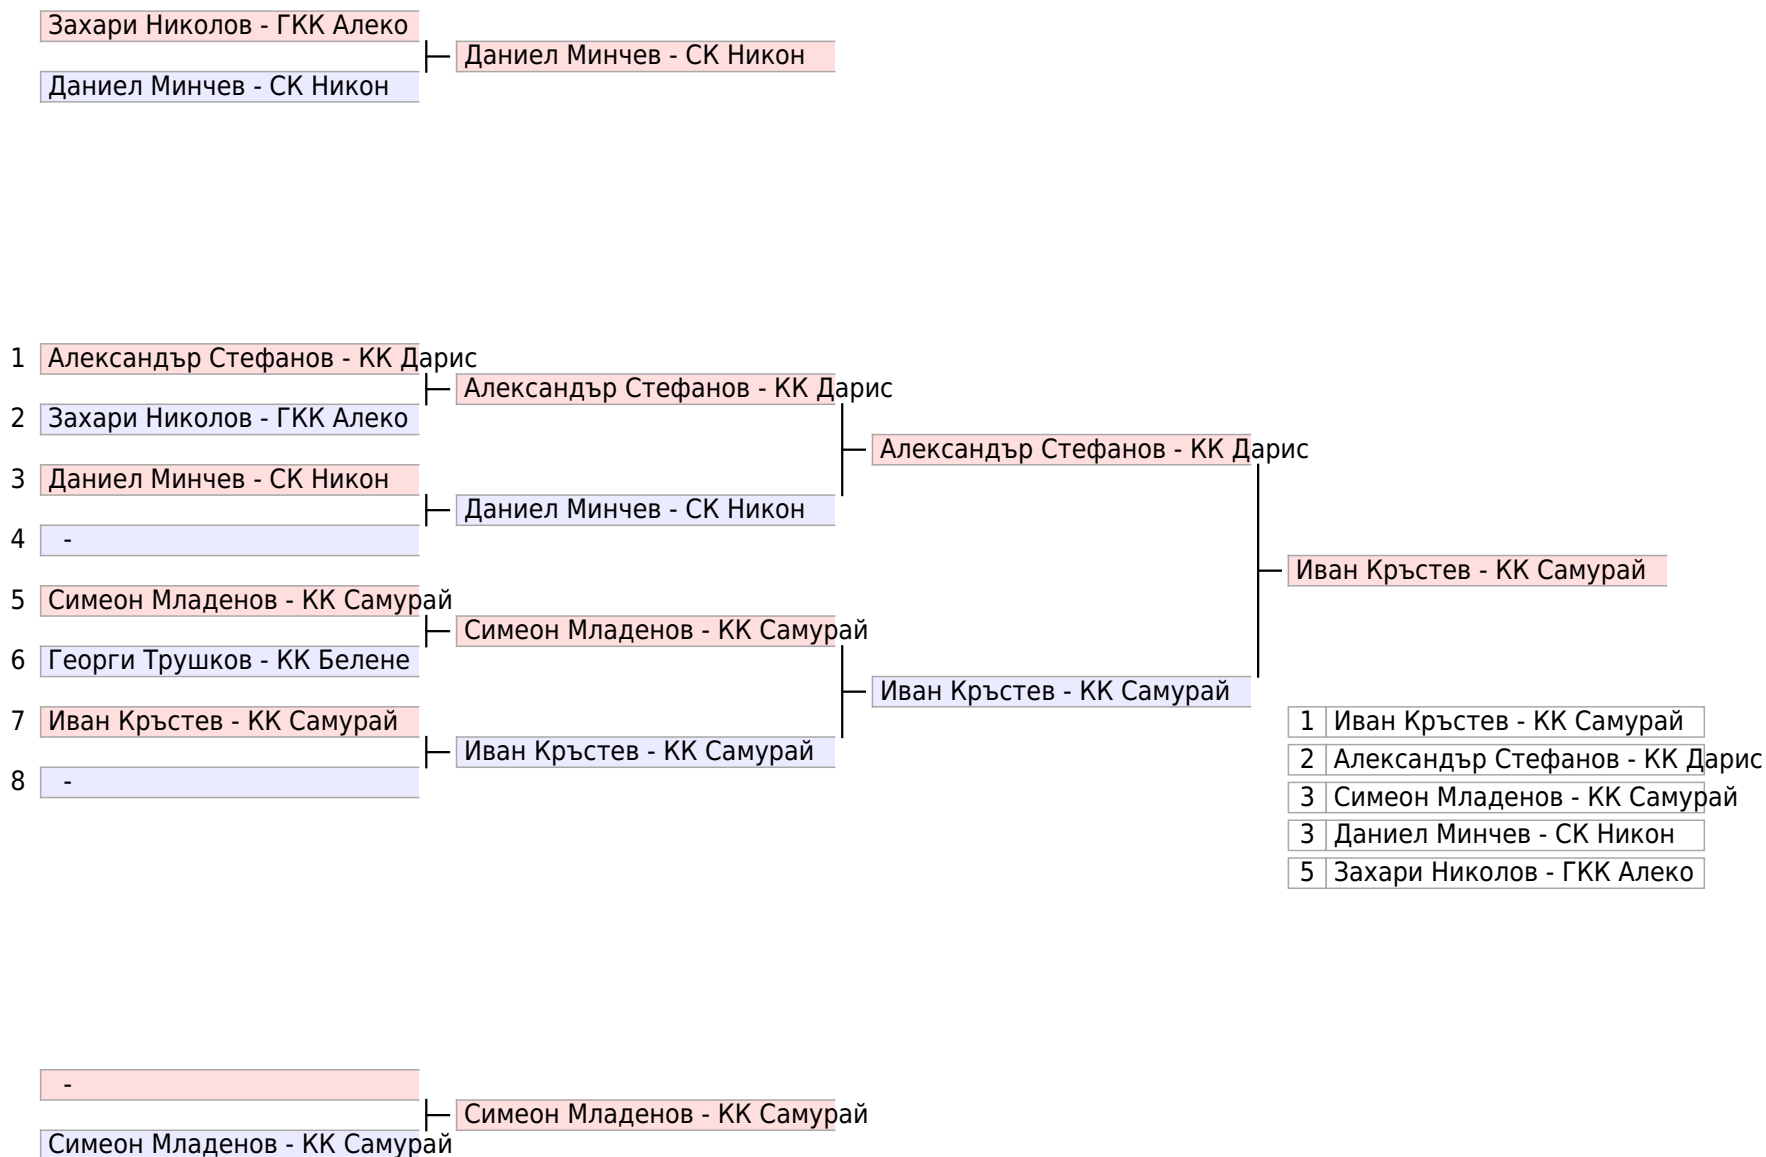 Захари Николов - ГКК Алеко
Даниел Минчев - СК Никон
Даниел Минчев - СК Никон
1 Александър Стефанов - КК Дарис
Александър Стефанов - КК Дарис
2 Захари Николов - ГКК Алеко
Александър Стефанов - КК Дарис
3 Даниел Минчев - СК Никон
Даниел Минчев - СК Никон
4 -
Иван Кръстев - КК Самурай
5 Симеон Младенов - КК Самурай
Симеон Младенов - КК Самурай
6 Георги Трушков - КК Белене
Иван Кръстев - КК Самурай
7 Иван Кръстев - КК Самурай
Иван Кръстев - КК Самурай
8 -
1 Иван Кръстев - КК Самурай
2 Александър Стефанов - КК Дарис
3 Симеон Младенов - КК Самурай
3 Даниел Минчев - СК Никон
5 Захари Николов - ГКК Алеко
-
Симеон Младенов - КК Самурай
Симеон Младенов - КК Самурай